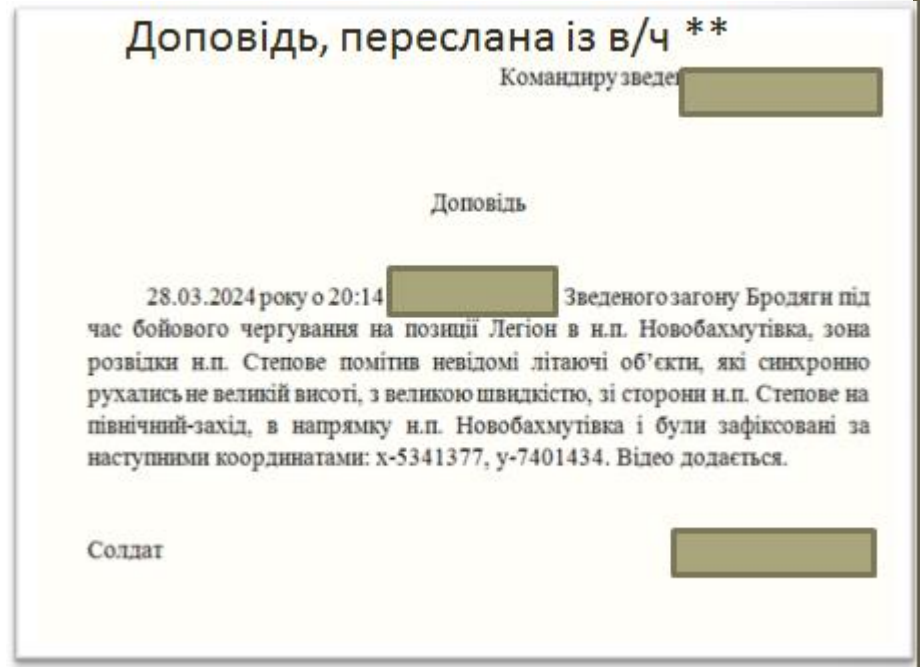 Доповідь, переслана із в/ч **
Командиру зведен
Доповідь
28.03.2024 року о 20:14 Зведеного загону Бродяги під
час бойового чергування на позиції Легіон в н.п. Новобахмутівка, зона
розвідки н.п. Степове помітив невідомі літаючі об’єкти, які синхронно
рухались не великій висоті, з великою швидкістю, зі сторони н.п. Степове на
північний-захід, в напрямку н.п. Новобахмутівка і були зафіксовані за
наступними координатами: х-5341377, у-7401434. Відео додається.
Солдат